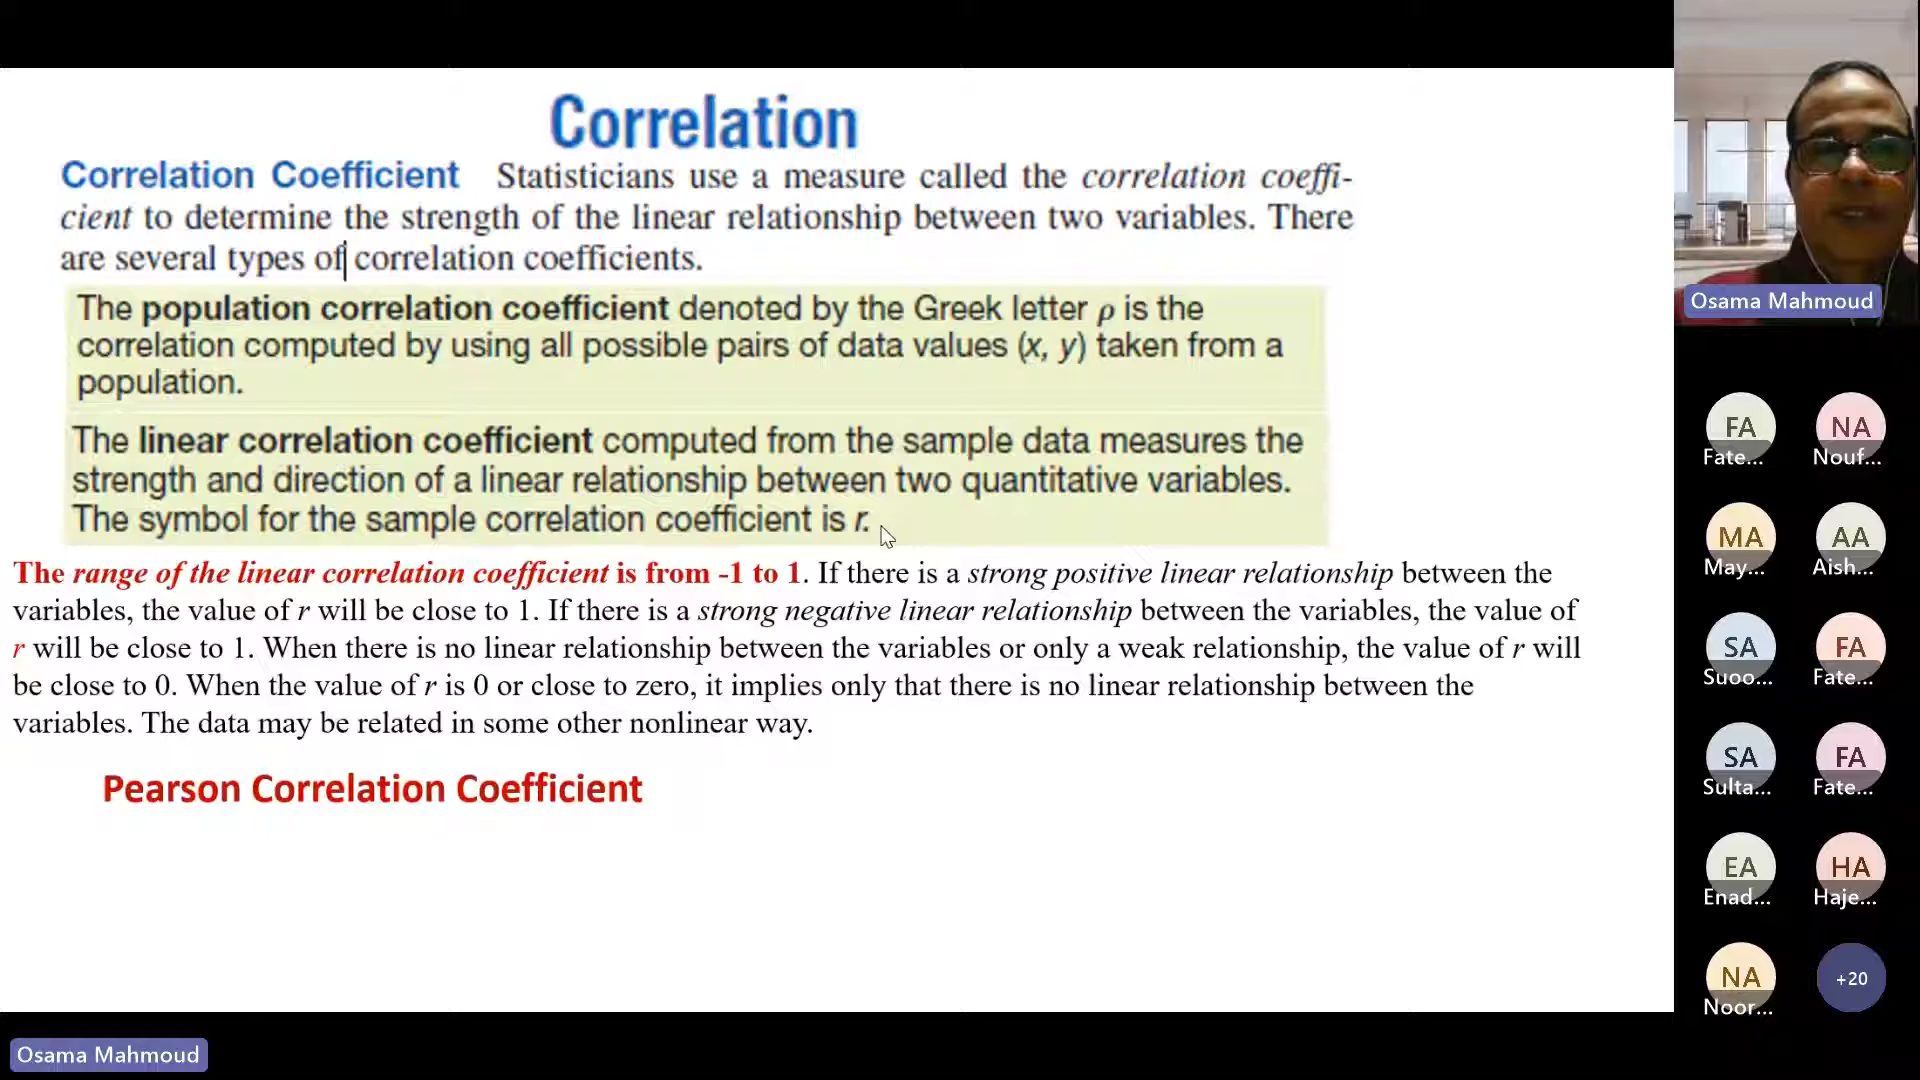 Correlation
Correlation Coefficient Statisticians use a measure called the correlation coeffi-
cient to determine the strength of the linear relationship between two variables. There
are several types of correlation coefficients.
The population correlation coefficient denoted by the Greek letter ρ is the
correlation computed by using all possible pairs of data values (x, y) taken from a
population.
The linear correlation coefficient computed from the sample data measures the
strength and direction of a linear relationship between two quantitative variables.
The symbol for the sample correlation coefficient is r.
The range of the linear correlation coefficient is from -1 to 1. If there is a strong positive linear relationship between the
variables, the value of r will be close to 1. If there is a strong negative linear relationship between the variables, the value of
r will be close to 1. When there is no linear relationship between the variables or only a weak relationship, the value of r will
be close to 0. When the value of r is 0 or close to zero, it implies only that there is no linear relationship between the
variables. The data may be related in some other nonlinear way.
Pearson Correlation Coefficient
Osama Mahmoud
Osama Mahmoud
FA NA
Fate... Nouf...
MA AA
May... Aish...
SA FA
Suoo... Fate...
SA FA
Sulta... Fate...
EA HA
Enad... Haje...
NA +20
Noor...